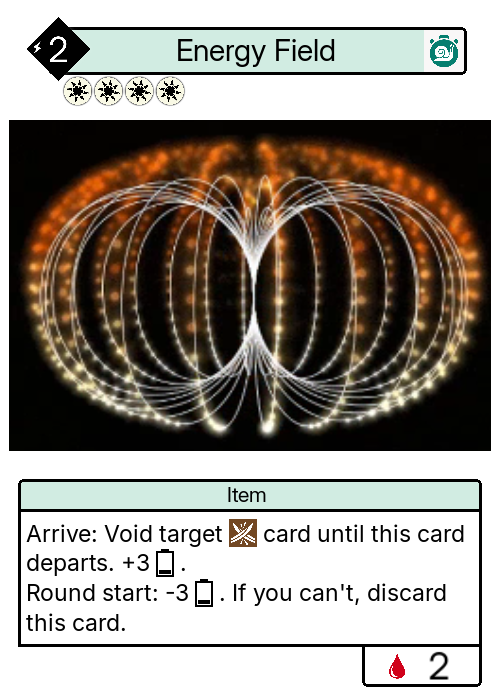 2
Energy Field
Item
Arrive: Void target card until this card
departs. +3 .
Round start: -3 . If you can't, discard
this card.
2